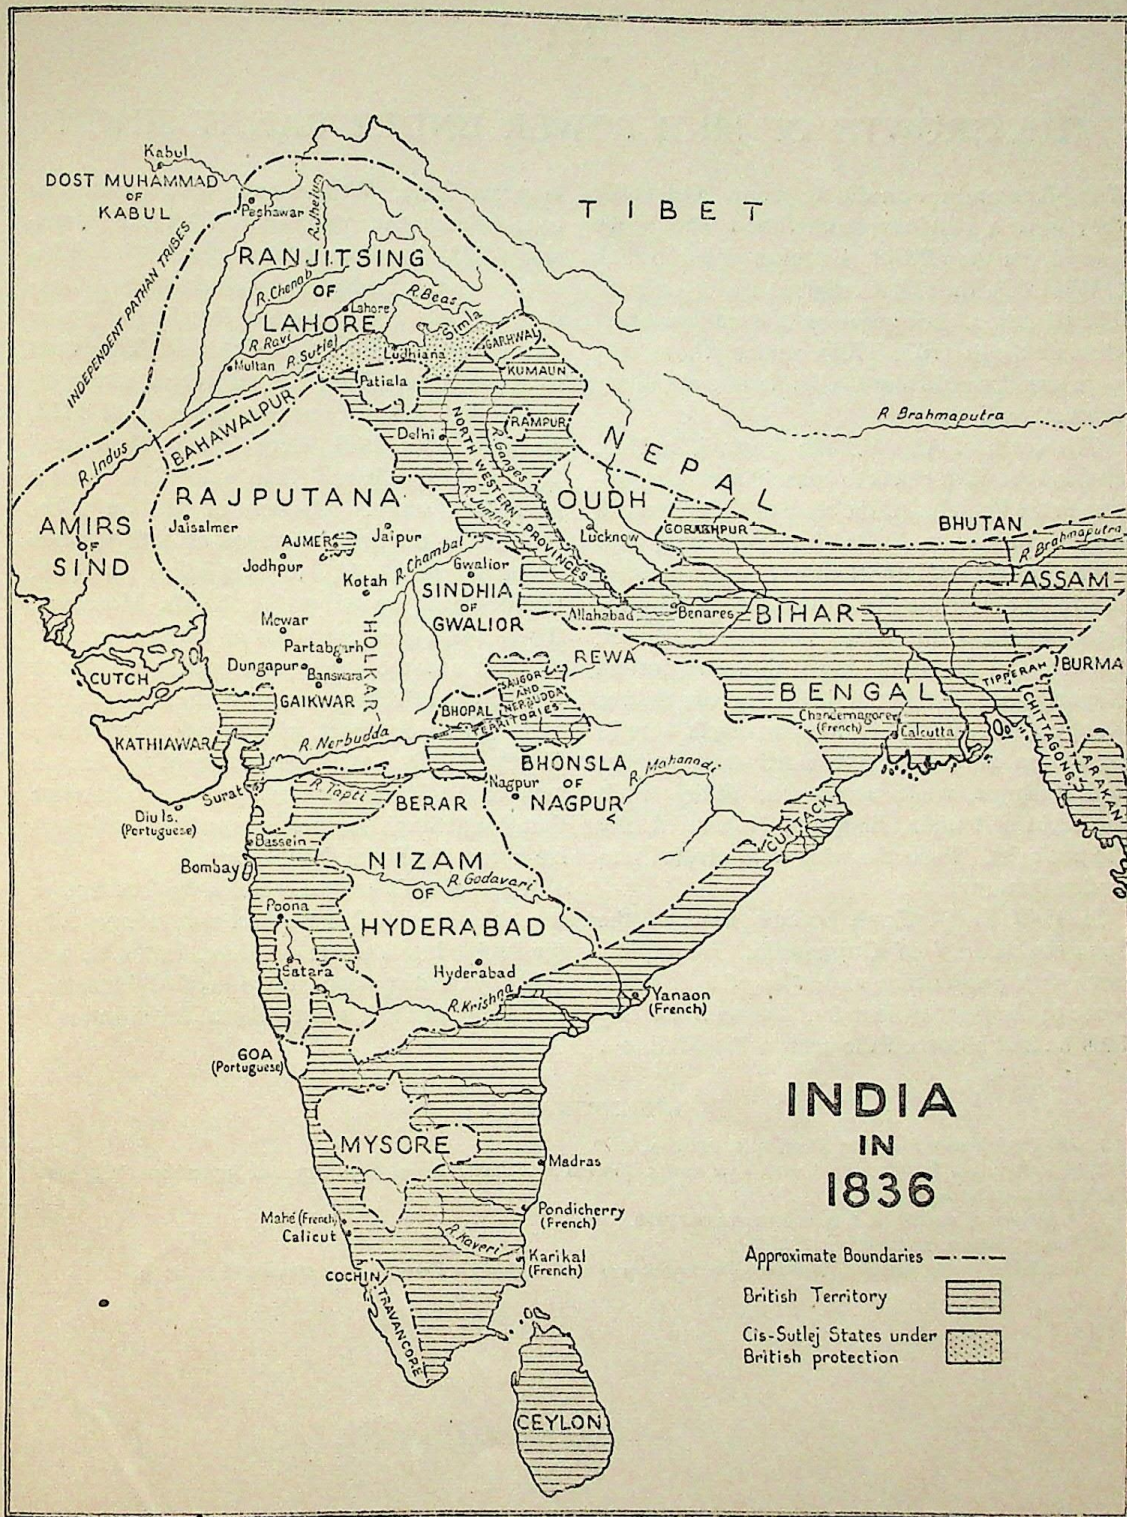 Kabul
DOST MUHAMMAD
OF
KABUL
TIBET
Peshawar
R. Jhelum
INDEPENDENT PATHAN TRIBES
RANJITSING
OF
LAHORE
R. Chenab
R. Beas
Lahore
R. Ravi
Simla
Multan
R. Sutlej
Ludhiana
GARHWAL
KUMAUN
Patiala
R. Brahmaputra
BAHAWALPUR
RAMPUR
Delhi
NORTH WESTERN PROVINCES
R. Ganges
R. Jumna
NEPAL
R. Indus
RAJPUTANA
OUDH
AMIRS
OF
SIND
Jaisalmer
AJMER
Jaipur
Lucknow
GORAKHPUR
BHUTAN
R. Brahmaputra
Jodhpur
Kotah
R. Chambal
Gwalior
SINDHIA
OF
GWALIOR
ASSAM
Allahabad
Benares
BIHAR
Mewar
Partabgarh
HOLKAR
REWA
Dungapur
Banswara
CUTCH
GAIKWAR
BHOPAL
SAUGOR
AND
NERBUDDA
TERRITORIES
BENGAL
TIPPERAH
BURMA
Chandernagore
(French)
Calcutta
CHITTAGONG
ARAKAN
KATHIAWAR
R. Nerbudda
BHONSLA
OF
NAGPUR
R. Mahanadi
Nagpur
Surat
R. Tapti
BERAR
Diu Is.
(Portuguese)
CUTTACK
Bassein
Bombay
NIZAM
OF
HYDERABAD
R. Godavari
Poona
Satara
Hyderabad
R. Krishna
Yanaon
(French)
GOA
(Portuguese)
MYSORE
Madras
Mahé (French)
Calicut
Pondicherry
(French)
R. Kaveri
Karikal
(French)
COCHIN
TRAVANCORE
CEYLON
INDIA
IN
1836
Approximate Boundaries
British Territory
Cis-Sutlej States under
British protection